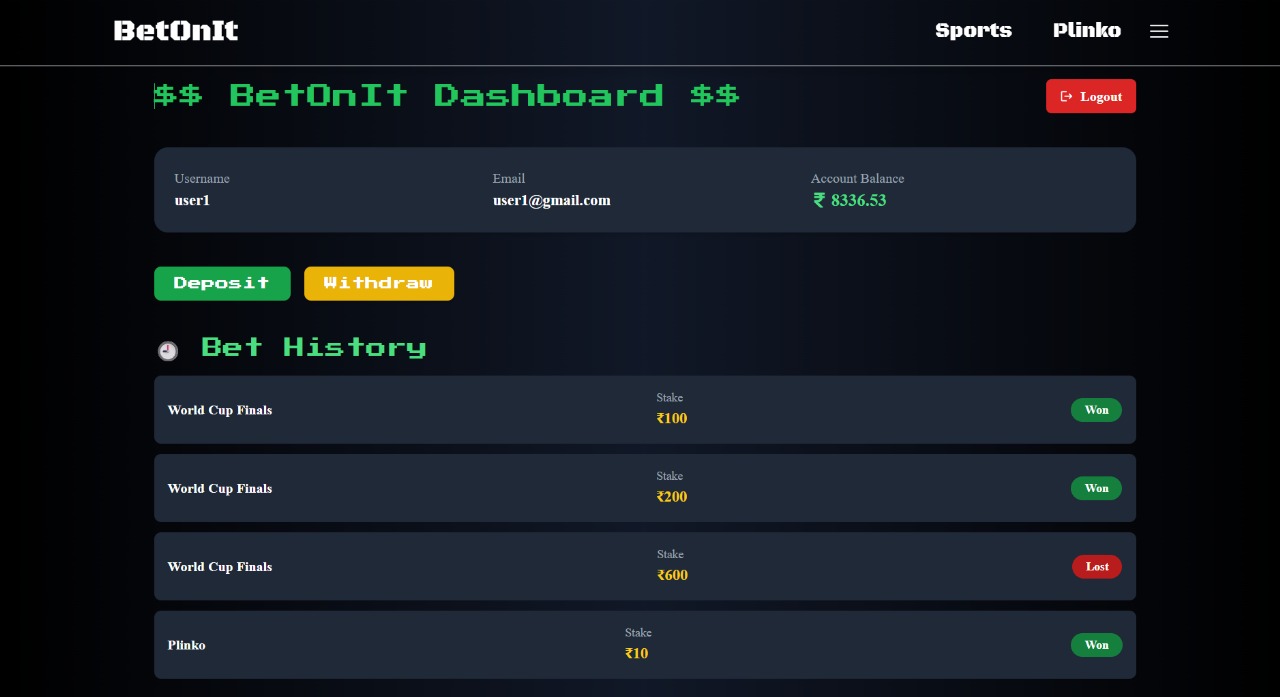 BetOnIt Sports Plinko
$$ BetOnIt Dashboard $$ Logout
Username Email Account Balance
user1 user1@gmail.com ₹ 8336.53
Deposit Withdraw
Bet History
World Cup Finals Stake ₹100 Won
World Cup Finals Stake ₹200 Won
World Cup Finals Stake ₹600 Lost
Plinko Stake ₹10 Won